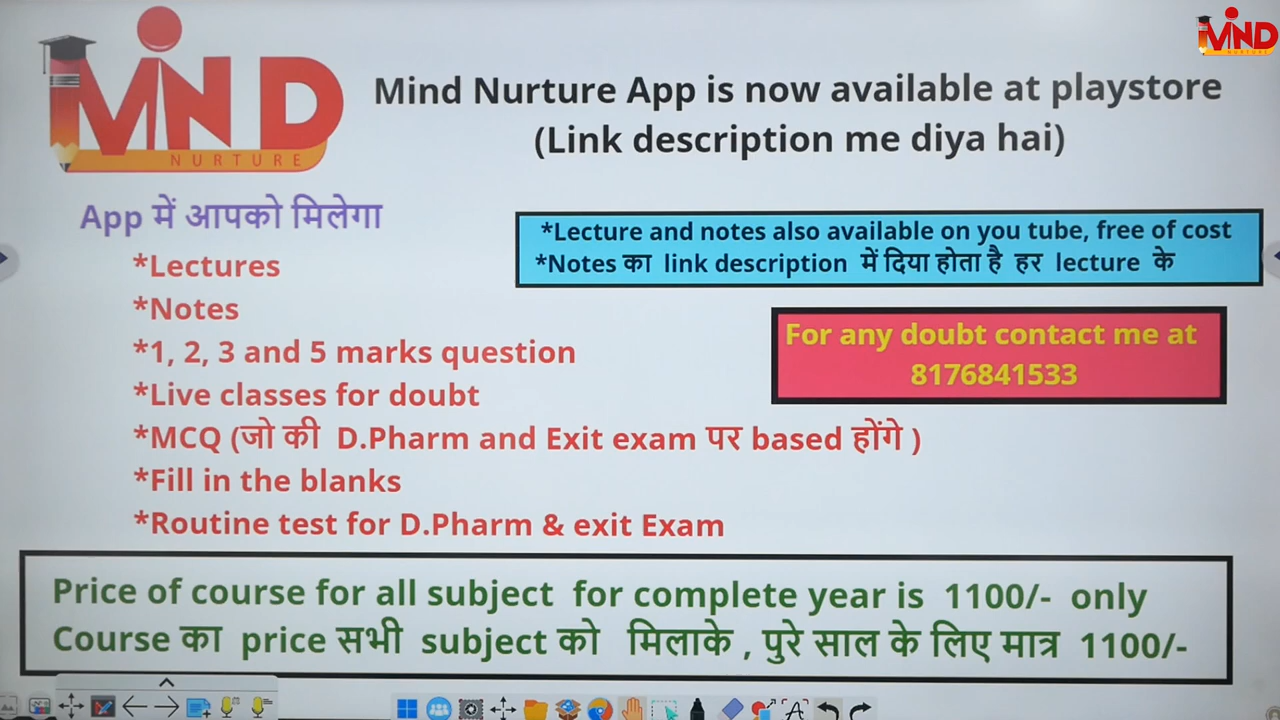 MIND
NURTURE
MIND
NURTURE
Mind Nurture App is now available at playstore
(Link description me diya hai)
App में आपको मिलेगा
*Lectures
*Notes
*1, 2, 3 and 5 marks question
*Live classes for doubt
*MCQ (जो की D.Pharm and Exit exam पर based होंगे )
*Fill in the blanks
*Routine test for D.Pharm & exit Exam
*Lecture and notes also available on you tube, free of cost
*Notes का link description में दिया होता है हर lecture के
For any doubt contact me at
8176841533
Price of course for all subject for complete year is 1100/- only
Course का price सभी subject को मिलाके , पुरे साल के लिए मात्र 1100/-